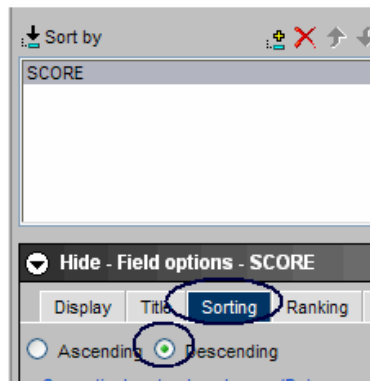 Sort by
SCORE
Hide - Field options - SCORE
Display Title Sorting Ranking
Ascending Descending